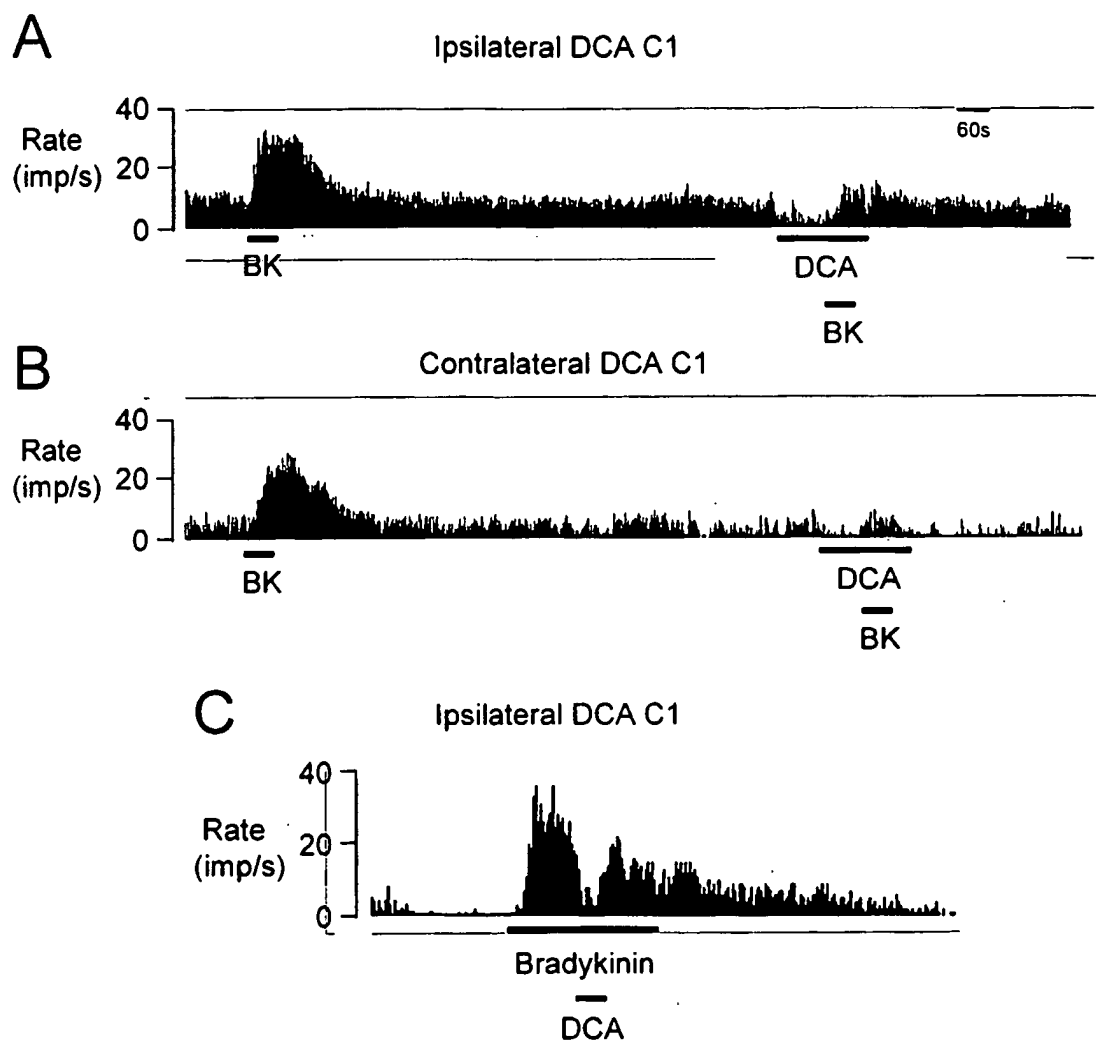 A
Ipsilateral DCA C1
40
Rate
(imp/s)
20
0
60s
BK
DCA
BK
B
Contralateral DCA C1
40
Rate
(imp/s)
20
0
BK
DCA
BK
C
Ipsilateral DCA C1
40
Rate
(imp/s)
20
0
Bradykinin
DCA